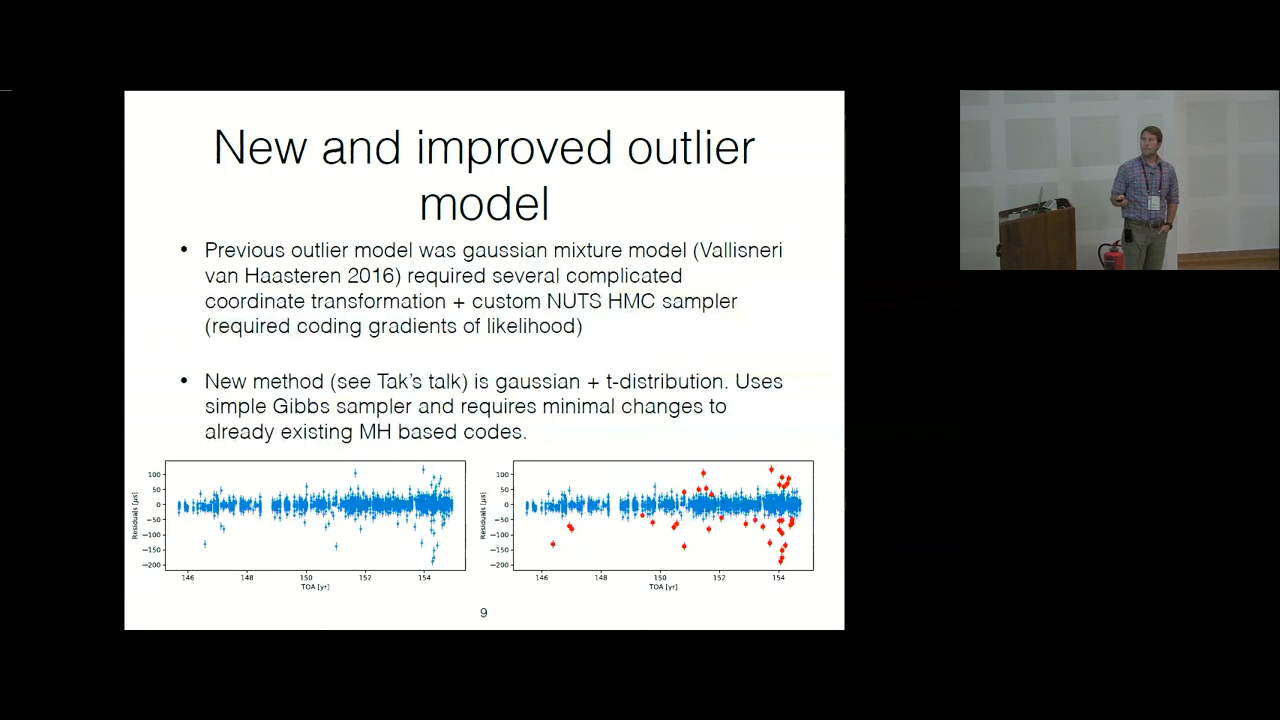 New and improved outlier
model
• Previous outlier model was gaussian mixture model (Vallisneri
van Haasteren 2016) required several complicated
coordinate transformation + custom NUTS HMC sampler
(required coding gradients of likelihood)
• New method (see Tak's talk) is gaussian + t-distribution. Uses
simple Gibbs sampler and requires minimal changes to
already existing MH based codes.
Residuals [μs]
100
50
0
−50
−100
−150
−200
146 148 150 152 154
TOA [yr]
Residuals [μs]
100
50
0
−50
−100
−150
−200
146 148 150 152 154
TOA [yr]
9